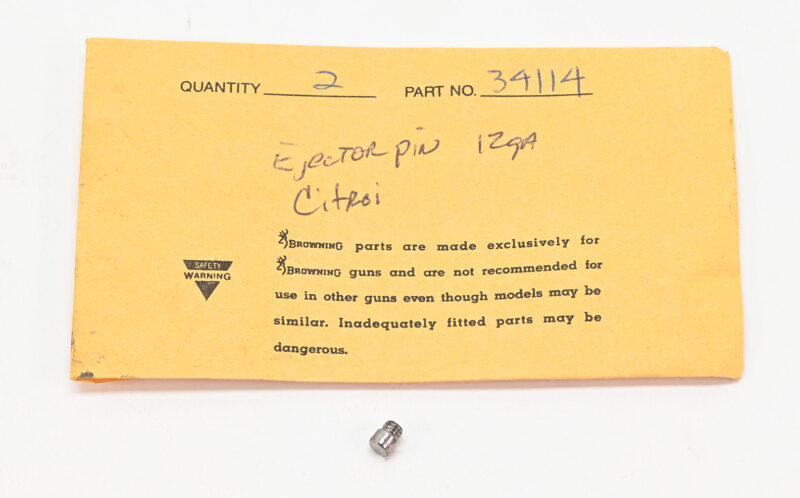 QUANTITY 2 PART NO. 34114
Ejector pin 12ga
Citroi
BROWNING parts are made exclusively for
SAFETY
WARNING
BROWNING guns and are not recommended for
use in other guns even though models may be
similar. Inadequately fitted parts may be
dangerous.